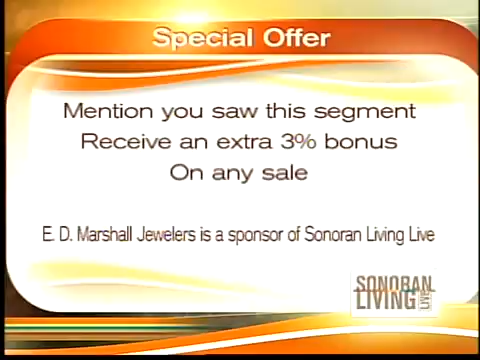 Special Offer
Mention you saw this segment
Receive an extra 3% bonus
On any sale
E. D. Marshall Jewelers is a sponsor of Sonoran Living Live
SONORAN
LIVING LIVE